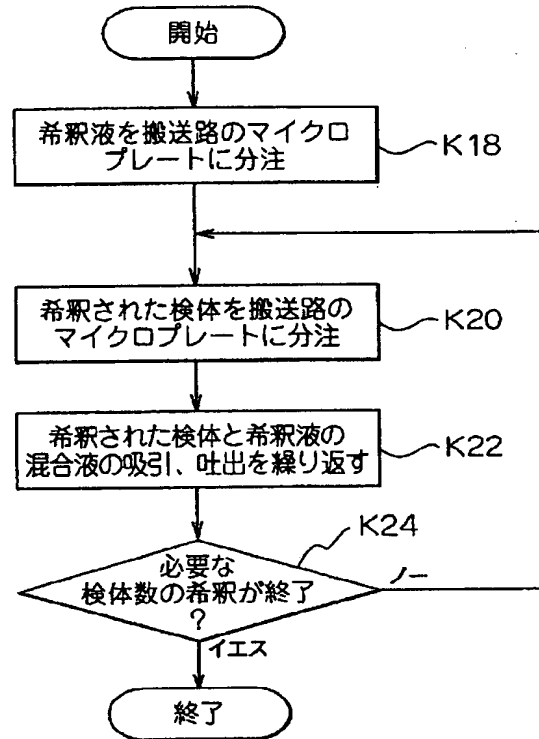 開始
希釈液を搬送路のマイクロ
プレートに分注
K18
希釈された検体を搬送路の
マイクロプレートに分注
K20
希釈された検体と希釈液の
混合液の吸引、吐出を繰り返す
K22
K24
必要な
検体数の希釈が終了
?
ノー
イエス
終了